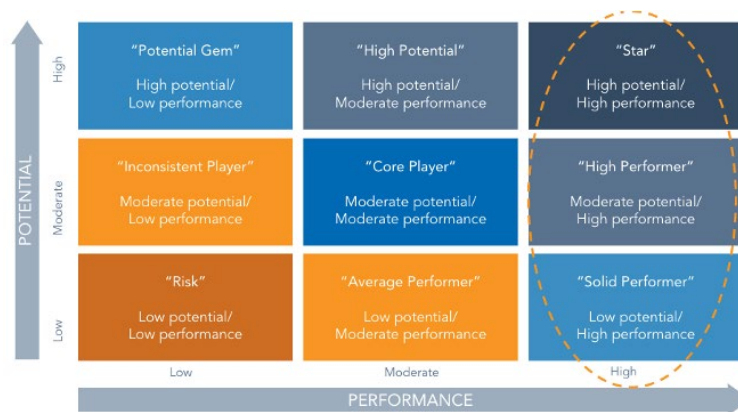 POTENTIAL
High
"Potential Gem"
High potential/
Low performance
"High Potential"
High potential/
Moderate performance
"Star"
High potential/
High performance
Moderate
"Inconsistent Player"
Moderate potential/
Low performance
"Core Player"
Moderate potential/
Moderate performance
"High Performer"
Moderate potential/
High performance
Low
"Risk"
Low potential/
Low performance
"Average Performer"
Low potential/
Moderate performance
"Solid Performer"
Low potential/
High performance
Low
Moderate
High
PERFORMANCE